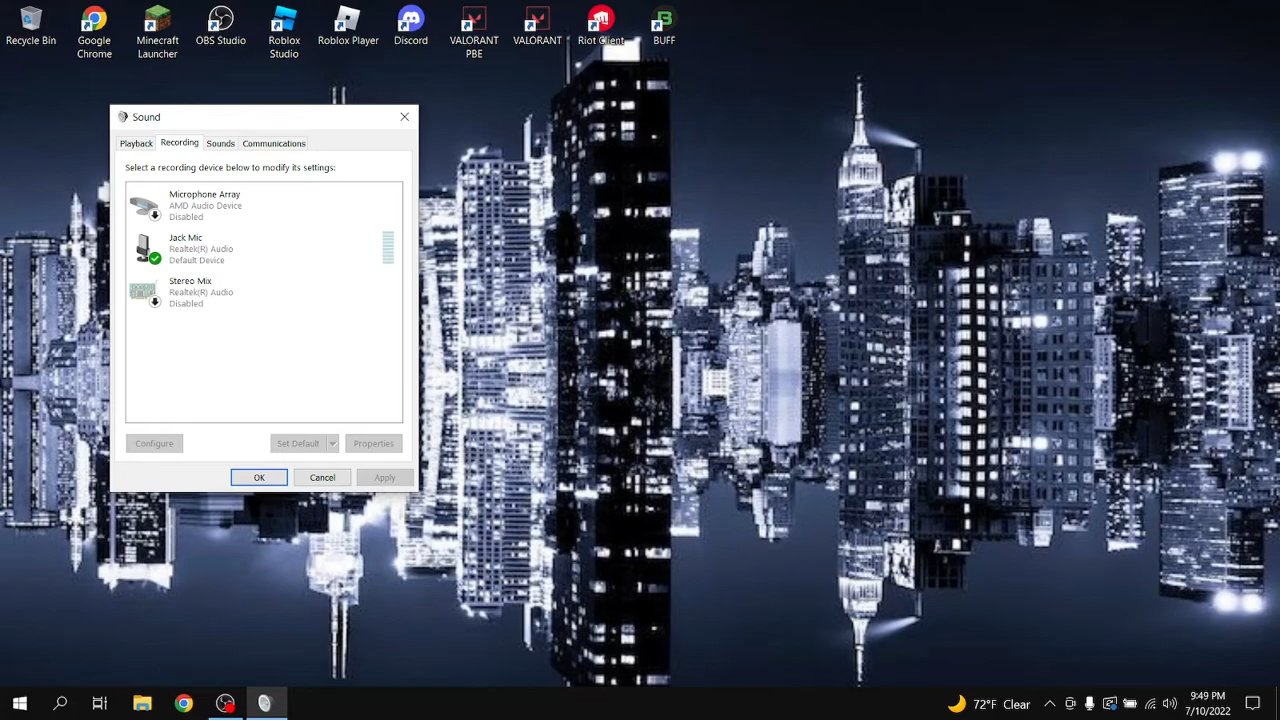 Recycle Bin
Google
Chrome
Minecraft
Launcher
OBS Studio
Roblox
Studio
Roblox Player
Discord
VALORANT
PBE
VALORANT
Riot Client
BUFF
Sound
Playback
Recording
Sounds
Communications
Select a recording device below to modify its settings:
Microphone Array
AMD Audio Device
Disabled
Jack Mic
Realtek(R) Audio
Default Device
Stereo Mix
Realtek(R) Audio
Disabled
Configure
Set Default
Properties
OK
Cancel
Apply
72°F Clear
9:49 PM
7/10/2022